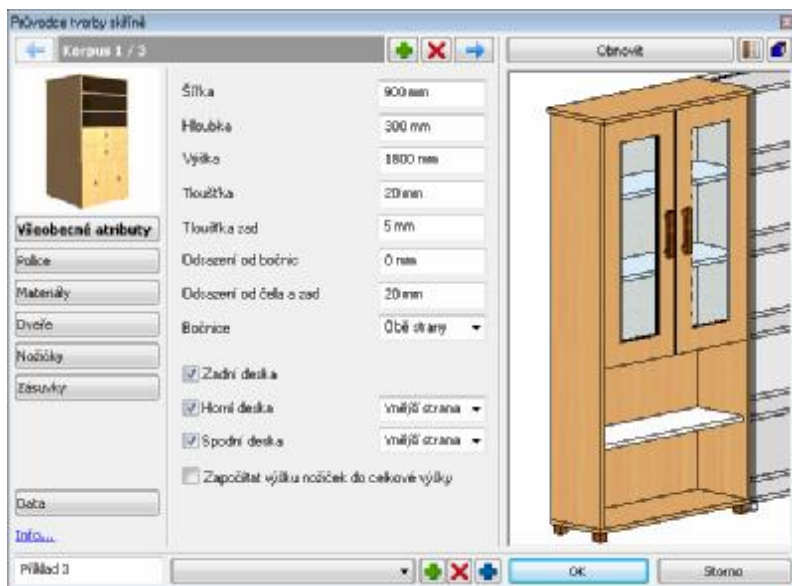 Průvodce tvorby skříně
Korpus 1 / 3
Obnovit
Šířka 900 mm
Hloubka 300 mm
Výška 1800 mm
Tloušťka 20 mm
Tloušťka zad 5 mm
Odsazení od bočnic 0 mm
Odsazení od čela a zad 20 mm
Bočnice Obě strany
Zadní deska
Horní deska Vnější strana
Spodní deska Vnější strana
Započítat výšku nožiček do celkové výšky
Všeobecné atributy
Police
Materiály
Dveře
Nožičky
Zásuvky
Data
Info...
Příklad 3
OK
Storno